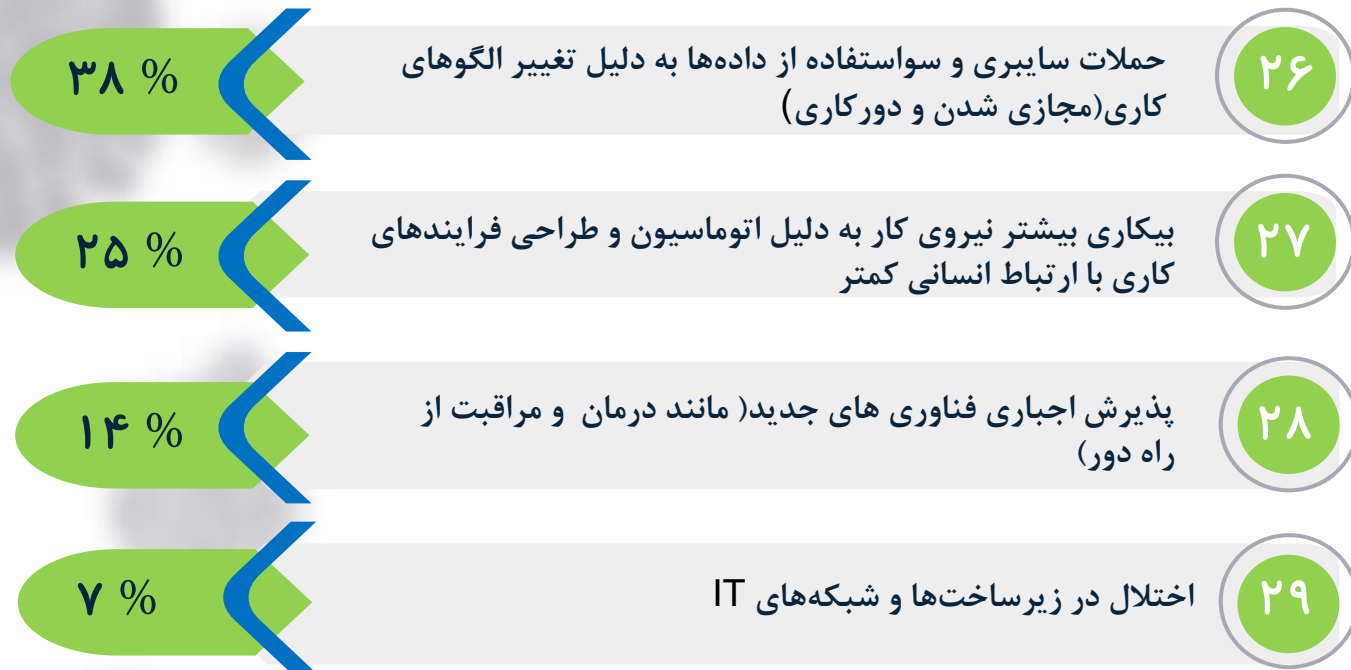 ۲۶
حملات سایبری و سواستفاده از داده‌ها به دلیل تغییر الگوهای
کاری(مجازی شدن و دورکاری)
۳۸ %
۲۷
بیکاری بیشتر نیروی کار به دلیل اتوماسیون و طراحی فرایندهای
کاری با ارتباط انسانی کمتر
۲۵ %
۲۸
پذیرش اجباری فناوری های جدید( مانند درمان و مراقبت از
راه دور)
۱۴ %
۲۹
اختلال در زیرساخت‌ها و شبکه‌های IT
۷ %